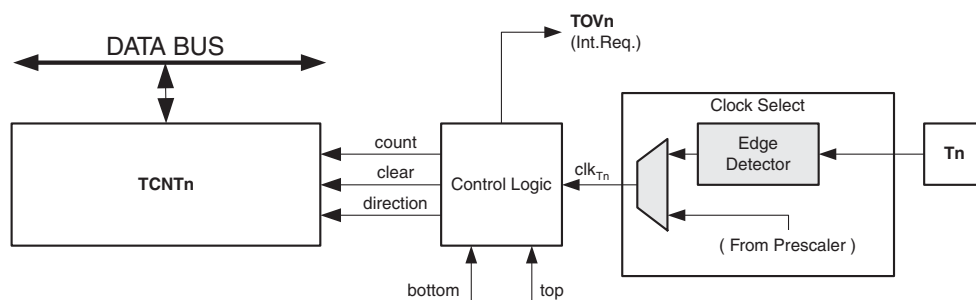 TOVn
(Int.Req.)
DATA BUS
Clock Select
TCNTn
count
clear
direction
Control Logic
clkTn
Edge
Detector
Tn
( From Prescaler )
bottom
top